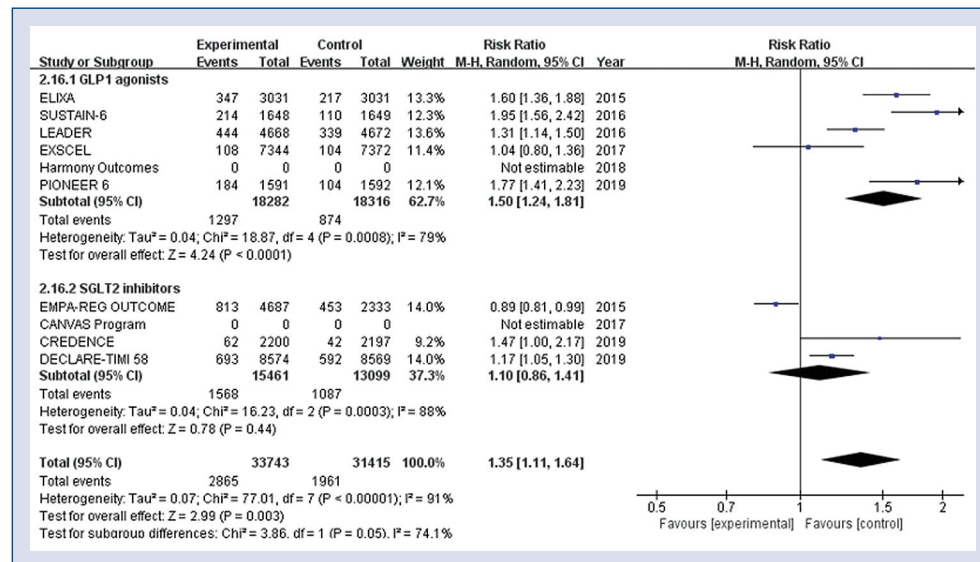 Experimental Control Risk Ratio Risk Ratio
Study or Subgroup Events Total Events Total Weight M-H, Random, 95% CI Year M-H, Random, 95% CI
2.16.1 GLP1 agonists
ELIXA 347 3031 217 3031 13.3% 1.60 [1.36, 1.88] 2015
SUSTAIN-6 214 1648 110 1649 12.3% 1.95 [1.56, 2.42] 2016
LEADER 444 4668 339 4672 13.6% 1.31 [1.14, 1.50] 2016
EXSCEL 108 7344 104 7372 11.4% 1.04 [0.80, 1.36] 2017
Harmony Outcomes 0 0 0 0 Not estimable 2018
PIONEER 6 184 1591 104 1592 12.1% 1.77 [1.41, 2.23] 2019
Subtotal (95% CI) 18282 18316 62.7% 1.50 [1.24, 1.81]
Total events 1297 874
Heterogeneity: Tau² = 0.04; Chi² = 18.87, df = 4 (P = 0.0008); I² = 79%
Test for overall effect: Z = 4.24 (P < 0.0001)
2.16.2 SGLT2 inhibitors
EMPA-REG OUTCOME 813 4687 453 2333 14.0% 0.89 [0.81, 0.99] 2015
CANVAS Program 0 0 0 0 Not estimable 2017
CREDENCE 62 2200 42 2197 9.2% 1.47 [1.00, 2.17] 2019
DECLARE-TIMI 58 693 8574 592 8569 14.0% 1.17 [1.05, 1.30] 2019
Subtotal (95% CI) 15461 13099 37.3% 1.10 [0.86, 1.41]
Total events 1568 1087
Heterogeneity: Tau² = 0.04; Chi² = 16.23, df = 2 (P = 0.0003); I² = 88%
Test for overall effect: Z = 0.78 (P = 0.44)
Total (95% CI) 33743 31415 100.0% 1.35 [1.11, 1.64]
Total events 2865 1961
Heterogeneity: Tau² = 0.07; Chi² = 77.01, df = 7 (P < 0.00001); I² = 91%
Test for overall effect: Z = 2.99 (P = 0.003)
Test for subgroup differences: Chi² = 3.86. df = 1 (P = 0.05). I² = 74.1%
0.5 0.7 1 1.5 2
Favours [experimental] Favours [control]